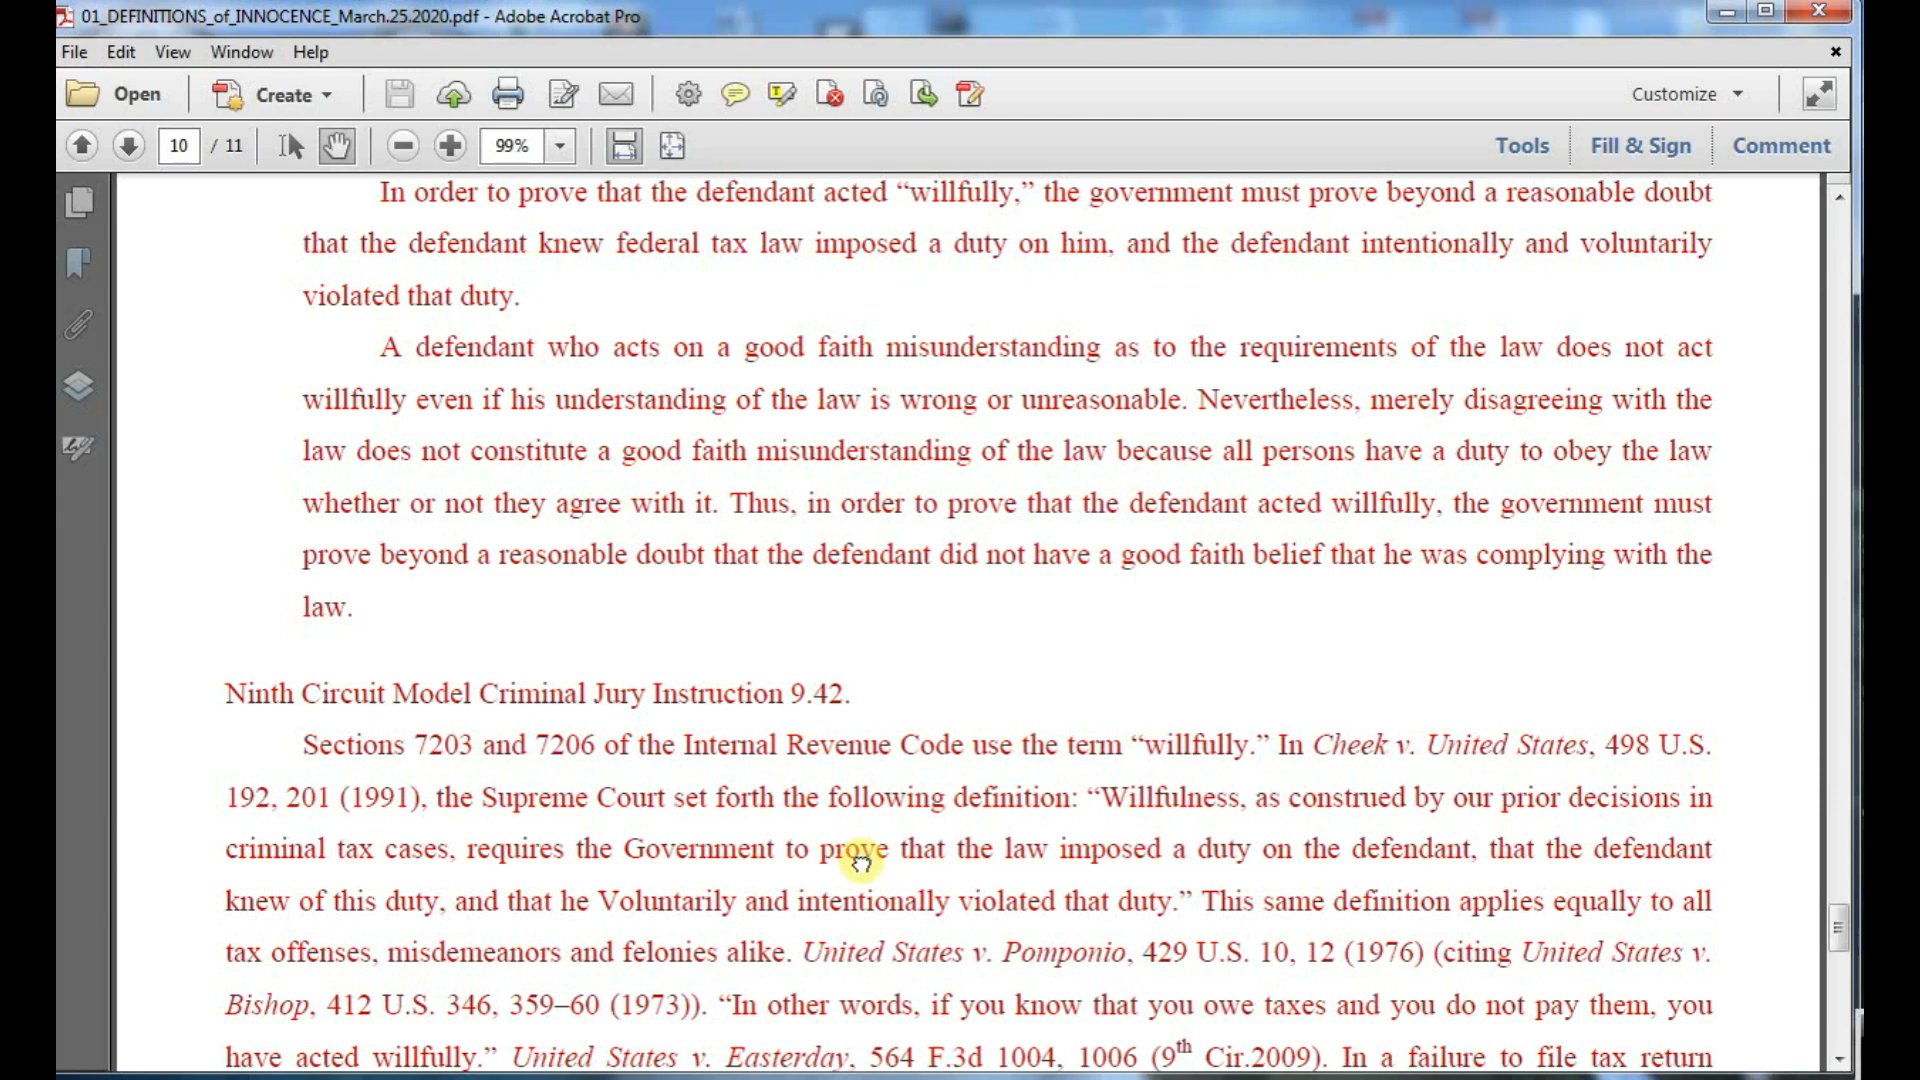 01_DEFINITIONS_of_INNOCENCE_March.25.2020.pdf - Adobe Acrobat Pro
File Edit View Window Help
Open Create Customize
10 / 11 99% Tools Fill & Sign Comment
In order to prove that the defendant acted “willfully,” the government must prove beyond a reasonable doubt
that the defendant knew federal tax law imposed a duty on him, and the defendant intentionally and voluntarily
violated that duty.
A defendant who acts on a good faith misunderstanding as to the requirements of the law does not act
willfully even if his understanding of the law is wrong or unreasonable. Nevertheless, merely disagreeing with the
law does not constitute a good faith misunderstanding of the law because all persons have a duty to obey the law
whether or not they agree with it. Thus, in order to prove that the defendant acted willfully, the government must
prove beyond a reasonable doubt that the defendant did not have a good faith belief that he was complying with the
law.
Ninth Circuit Model Criminal Jury Instruction 9.42.
Sections 7203 and 7206 of the Internal Revenue Code use the term “willfully.” In Cheek v. United States, 498 U.S.
192, 201 (1991), the Supreme Court set forth the following definition: “Willfulness, as construed by our prior decisions in
criminal tax cases, requires the Government to prove that the law imposed a duty on the defendant, that the defendant
knew of this duty, and that he Voluntarily and intentionally violated that duty.” This same definition applies equally to all
tax offenses, misdemeanors and felonies alike. United States v. Pomponio, 429 U.S. 10, 12 (1976) (citing United States v.
Bishop, 412 U.S. 346, 359–60 (1973)). “In other words, if you know that you owe taxes and you do not pay them, you
have acted willfully.” United States v. Easterday, 564 F.3d 1004, 1006 (9th Cir.2009). In a failure to file tax return